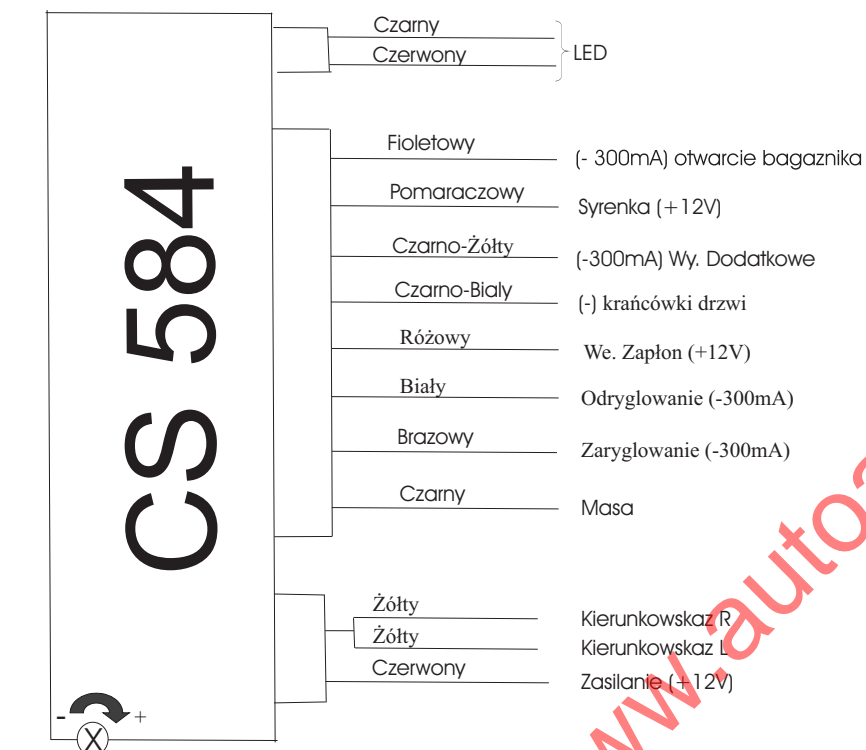 Czarny
Czerwony
LED
Fioletowy
(- 300mA) otwarcie bagaznika
Pomaraczowy
Syrenka (+12V)
Czarno-Żółty
(-300mA) Wy. Dodatkowe
Czarno-Bialy
(-) krańcówki drzwi
Różowy
We. Zapłon (+12V)
Biały
Odryglowanie (-300mA)
Brazowy
Zaryglowanie (-300mA)
Czarny
Masa
CS 584
Żółty
Kierunkowskaz R
Żółty
Kierunkowskaz L
Czerwony
Zasilanie (+12V)
- +
X
www.auto